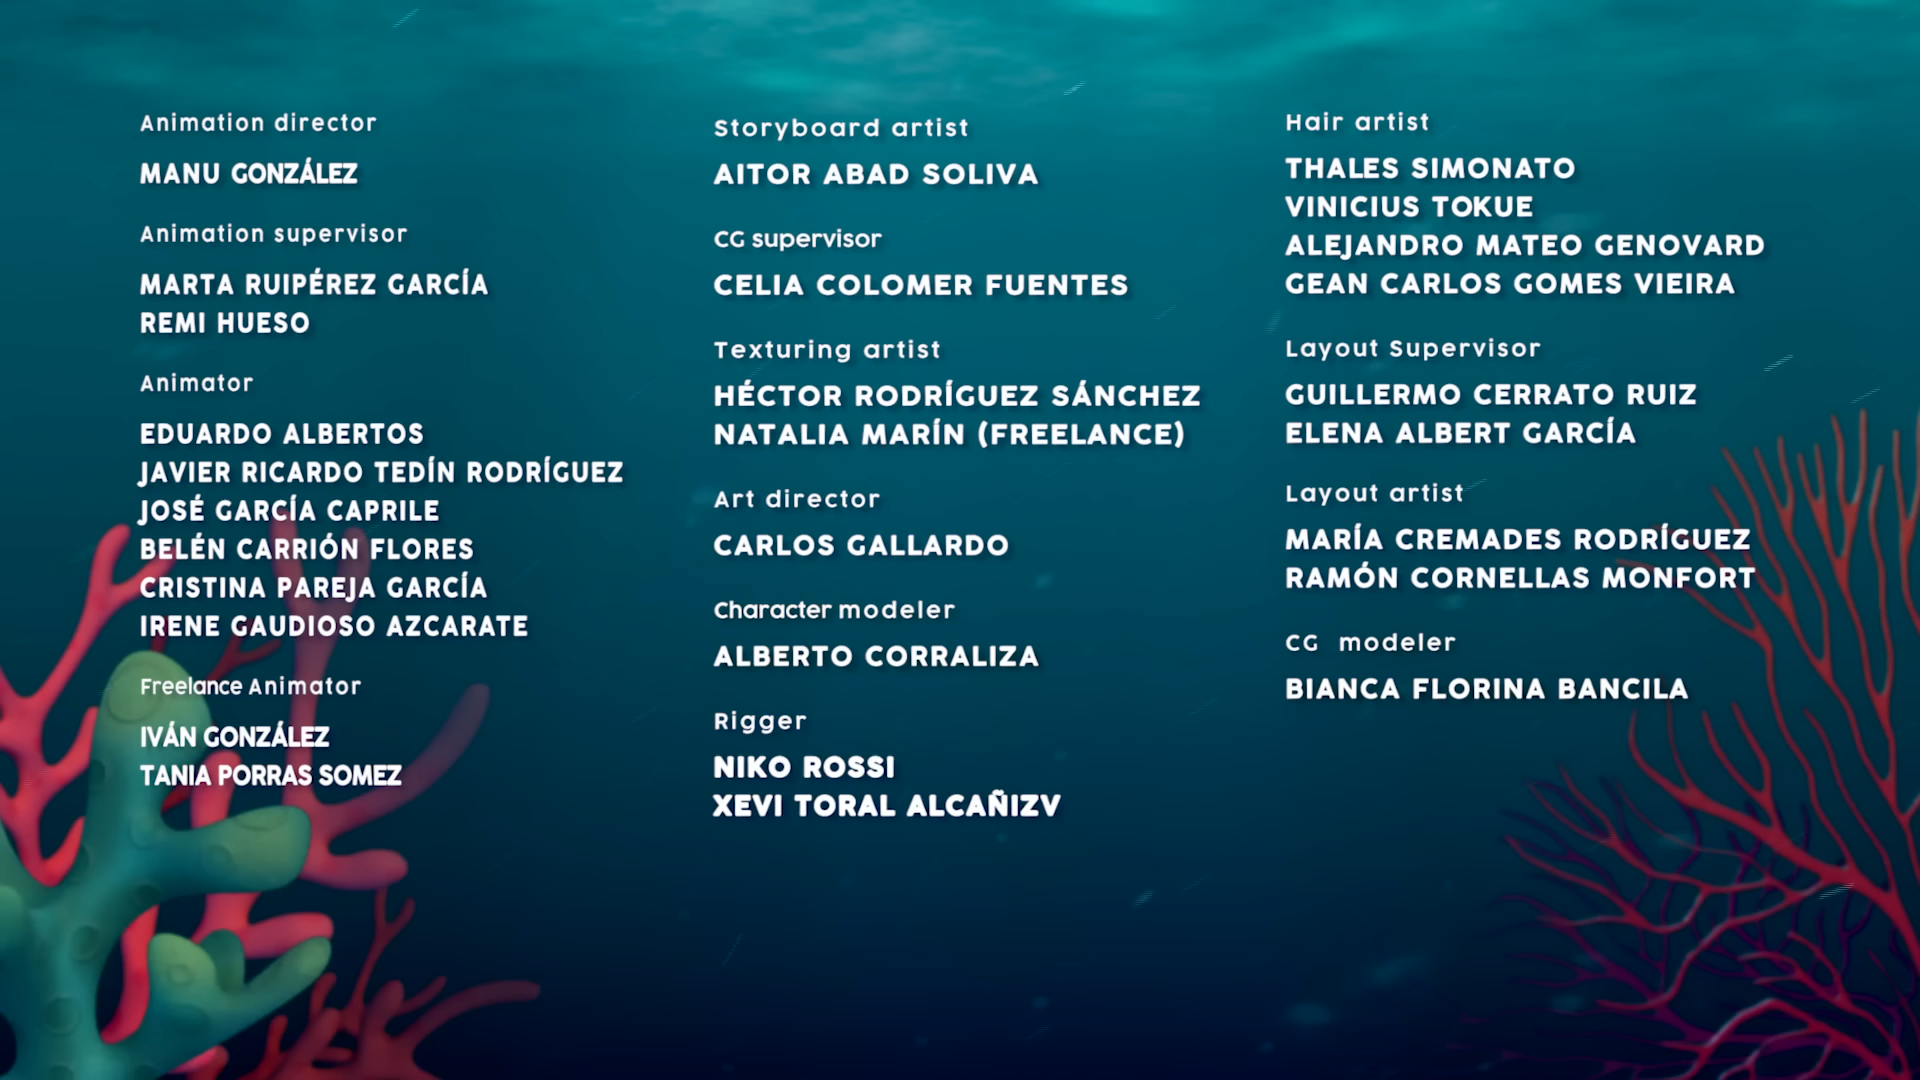 Animation director
MANU GONZÁLEZ
Animation supervisor
MARTA RUIPÉREZ GARCÍA
REMI HUESO
Animator
EDUARDO ALBERTOS
JAVIER RICARDO TEDÍN RODRÍGUEZ
JOSÉ GARCÍA CAPRILE
BELÉN CARRIÓN FLORES
CRISTINA PAREJA GARCÍA
IRENE GAUDIOSO AZCARATE
Freelance Animator
IVÁN GONZÁLEZ
TANIA PORRAS SOMEZ
Storyboard artist
AITOR ABAD SOLIVA
CG supervisor
CELIA COLOMER FUENTES
Texturing artist
HÉCTOR RODRÍGUEZ SÁNCHEZ
NATALIA MARÍN (FREELANCE)
Art director
CARLOS GALLARDO
Character modeler
ALBERTO CORRALIZA
Rigger
NIKO ROSSI
XEVI TORAL ALCAÑIZV
Hair artist
THALES SIMONATO
VINICIUS TOKUE
ALEJANDRO MATEO GENOVARD
GEAN CARLOS GOMES VIEIRA
Layout Supervisor
GUILLERMO CERRATO RUIZ
ELENA ALBERT GARCÍA
Layout artist
MARÍA CREMADES RODRÍGUEZ
RAMÓN CORNELLAS MONFORT
CG modeler
BIANCA FLORINA BANCILA